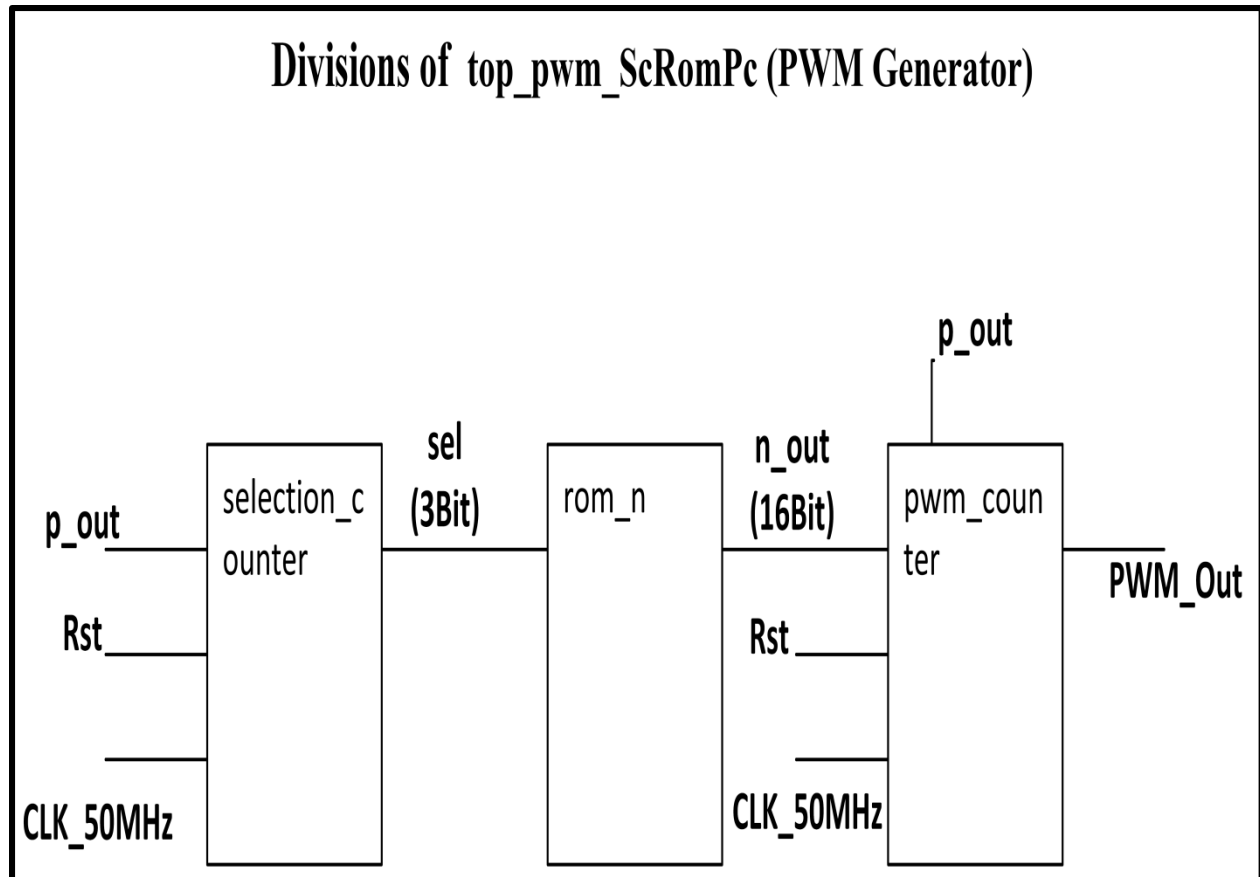 Divisions of top_pwm_ScRomPc (PWM Generator)
p_out
Rst
CLK_50MHz
selection_c
ounter
sel
(3Bit)
rom_n
n_out
(16Bit)
Rst
CLK_50MHz
p_out
pwm_coun
ter
PWM_Out